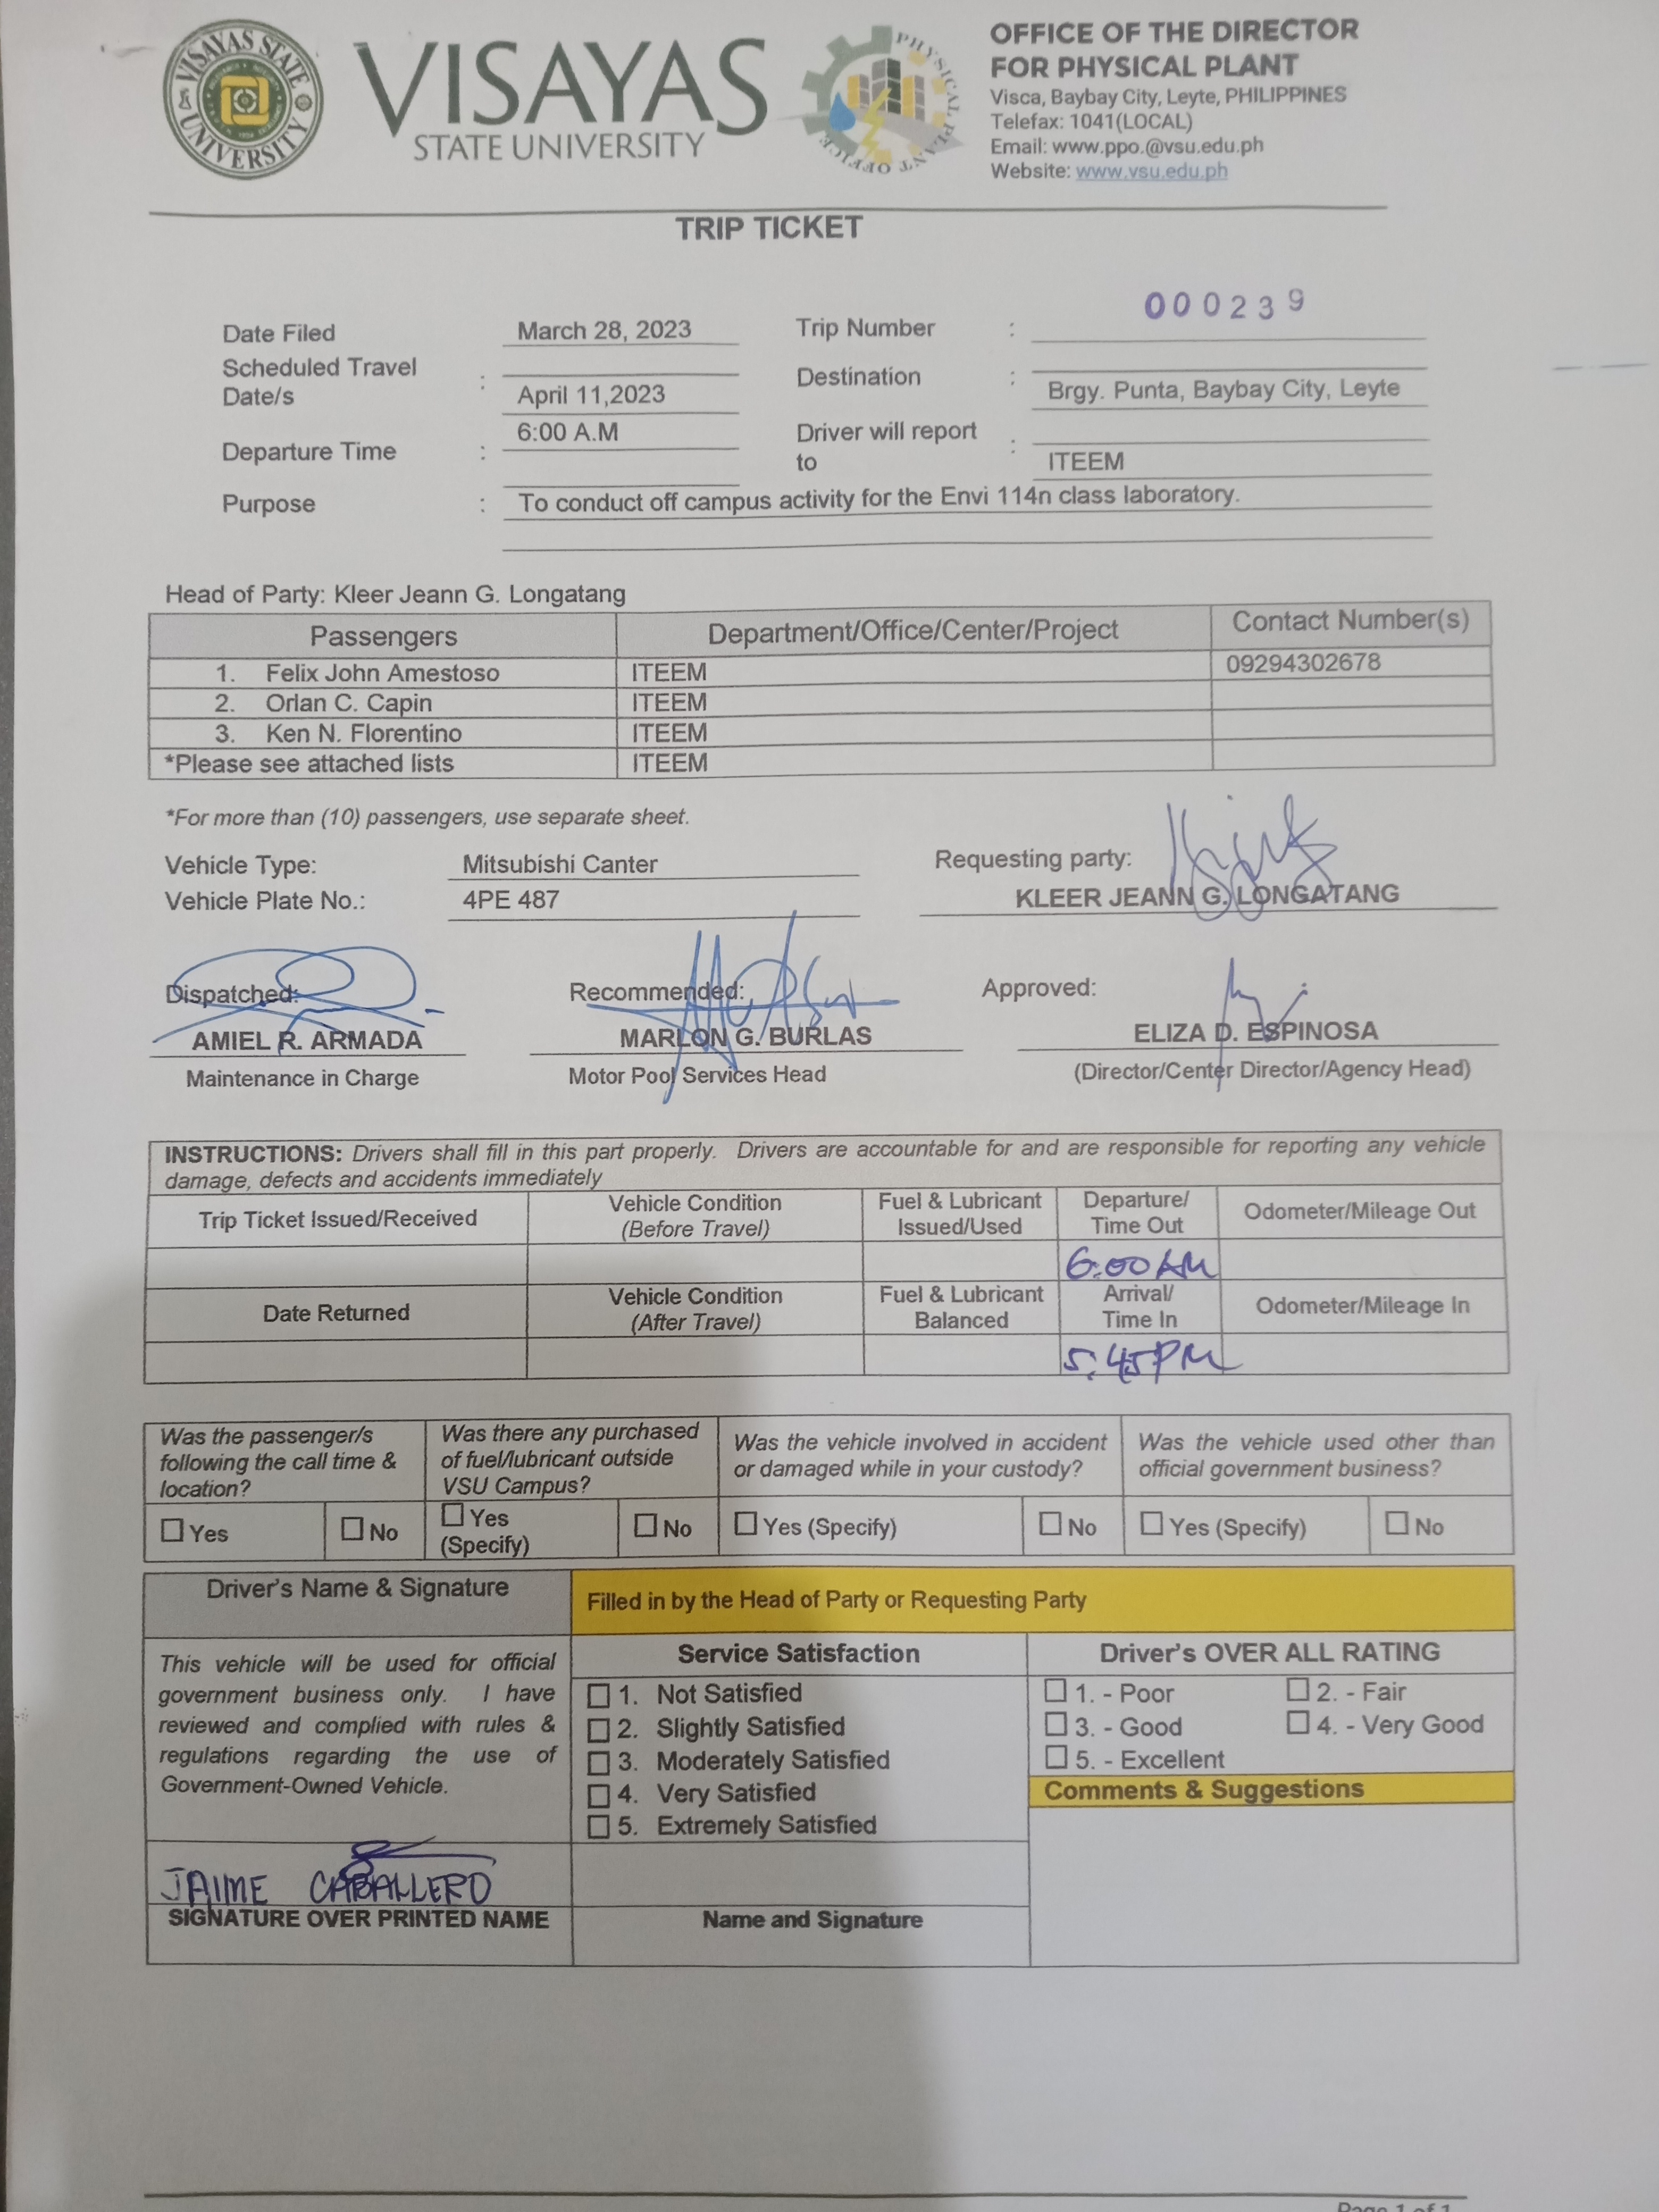 VISAYAS STATE UNIVERSITY
VISAYAS
STATE UNIVERSITY
PHYSICAL PLANT OFFICE
OFFICE OF THE DIRECTOR
FOR PHYSICAL PLANT
Visca, Baybay City, Leyte, PHILIPPINES
Telefax: 1041(LOCAL)
Email: www.ppo.@vsu.edu.ph
Website: www.vsu.edu.ph
TRIP TICKET
000239
Date Filed March 28, 2023 Trip Number :
Scheduled Travel
Date/s : April 11,2023 Destination : Brgy. Punta, Baybay City, Leyte
Departure Time : 6:00 A.M Driver will report
to : ITEEM
Purpose : To conduct off campus activity for the Envi 114n class laboratory.
Head of Party: Kleer Jeann G. Longatang
Passengers Department/Office/Center/Project Contact Number(s)
1. Felix John Amestoso ITEEM 09294302678
2. Orlan C. Capin ITEEM
3. Ken N. Florentino ITEEM
*Please see attached lists ITEEM
*For more than (10) passengers, use separate sheet.
Vehicle Type: Mitsubishi Canter Requesting party:
Vehicle Plate No.: 4PE 487 KLEER JEANN G. LONGATANG
Dispatched: Recommended: Approved:
AMIEL R. ARMADA MARLON G. BURLAS ELIZA D. ESPINOSA
Maintenance in Charge Motor Pool Services Head (Director/Center Director/Agency Head)
INSTRUCTIONS: Drivers shall fill in this part properly. Drivers are accountable for and are responsible for reporting any vehicle
damage, defects and accidents immediately
Trip Ticket Issued/Received Vehicle Condition
(Before Travel) Fuel & Lubricant
Issued/Used Departure/
Time Out Odometer/Mileage Out
6:00 AM
Date Returned Vehicle Condition
(After Travel) Fuel & Lubricant
Balanced Arrival/
Time In Odometer/Mileage In
5:45 PM
Was the passenger/s
following the call time &
location?
Was there any purchased
of fuel/lubricant outside
VSU Campus?
Was the vehicle involved in accident
or damaged while in your custody?
Was the vehicle used other than
official government business?
☐ Yes ☐ No ☐ Yes
(Specify) ☐ No ☐ Yes (Specify) ☐ No ☐ Yes (Specify) ☐ No
Driver's Name & Signature Filled in by the Head of Party or Requesting Party
This vehicle will be used for official
government business only. I have
reviewed and complied with rules &
regulations regarding the use of
Government-Owned Vehicle.
Service Satisfaction
☐ 1. Not Satisfied
☐ 2. Slightly Satisfied
☐ 3. Moderately Satisfied
☐ 4. Very Satisfied
☐ 5. Extremely Satisfied
Driver's OVER ALL RATING
☐ 1. - Poor ☐ 2. - Fair
☐ 3. - Good ☐ 4. - Very Good
☐ 5. - Excellent
Comments & Suggestions
JAIME CABALLERO
SIGNATURE OVER PRINTED NAME Name and Signature
Page 1 of 1